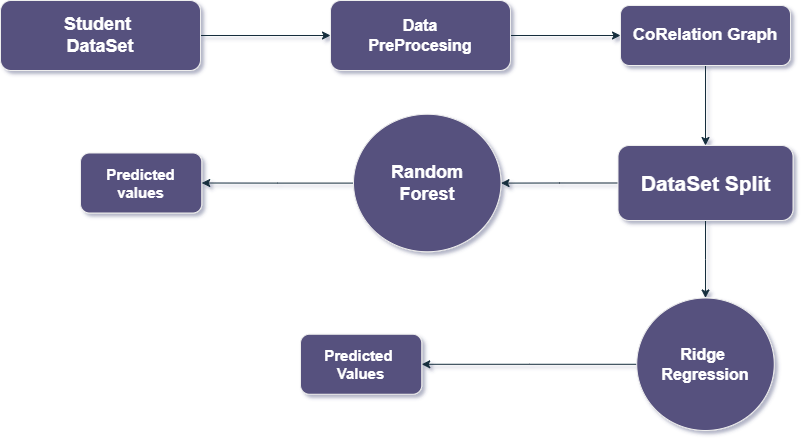 Student
DataSet
Data
PreProcesing
CoRelation Graph
Predicted
values
Random
Forest
DataSet Split
Predicted
Values
Ridge
Regression